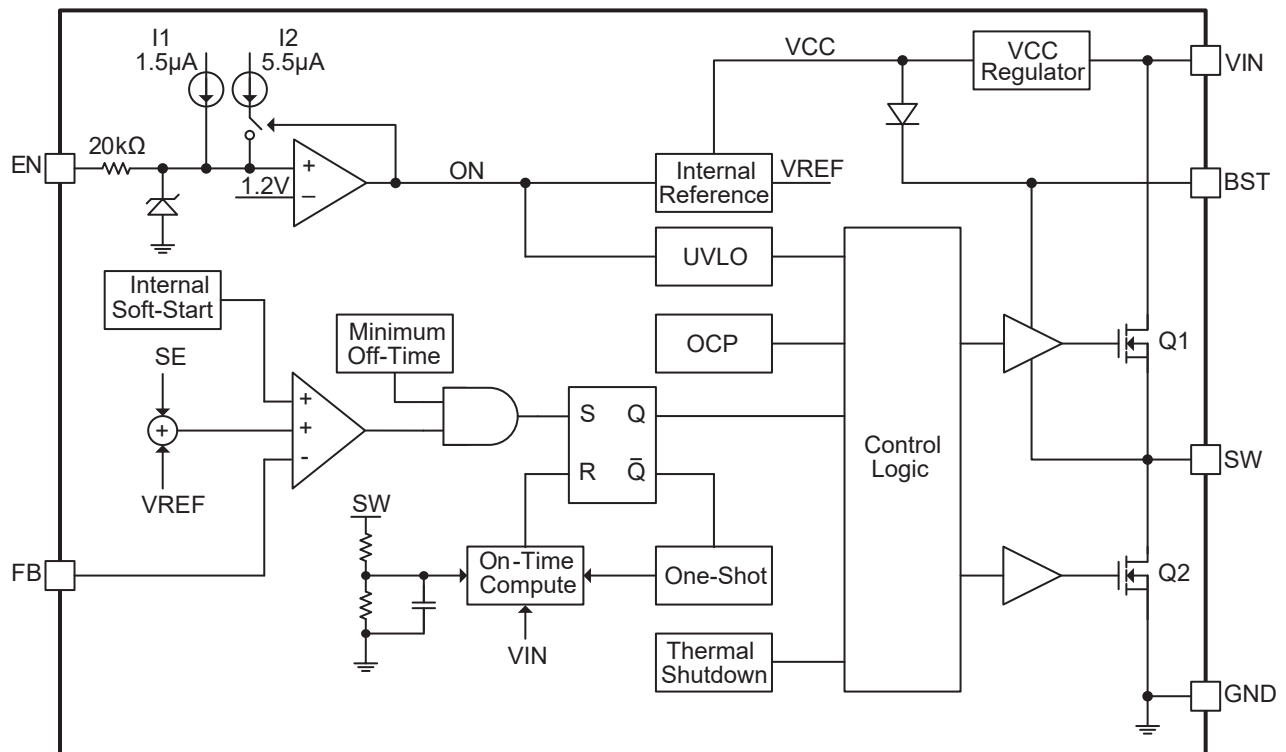 I1
1.5µA
I2
5.5µA
VCC
VCC
Regulator
VIN
20kΩ
EN
+
1.2V
−
ON
Internal
Reference
VREF
BST
UVLO
Internal
Soft-Start
Minimum
Off-Time
OCP
Q1
SE
+
+
+
-
S Q
R Q̅
Control
Logic
SW
VREF
SW
FB
On-Time
Compute
One-Shot
Q2
VIN
Thermal
Shutdown
GND